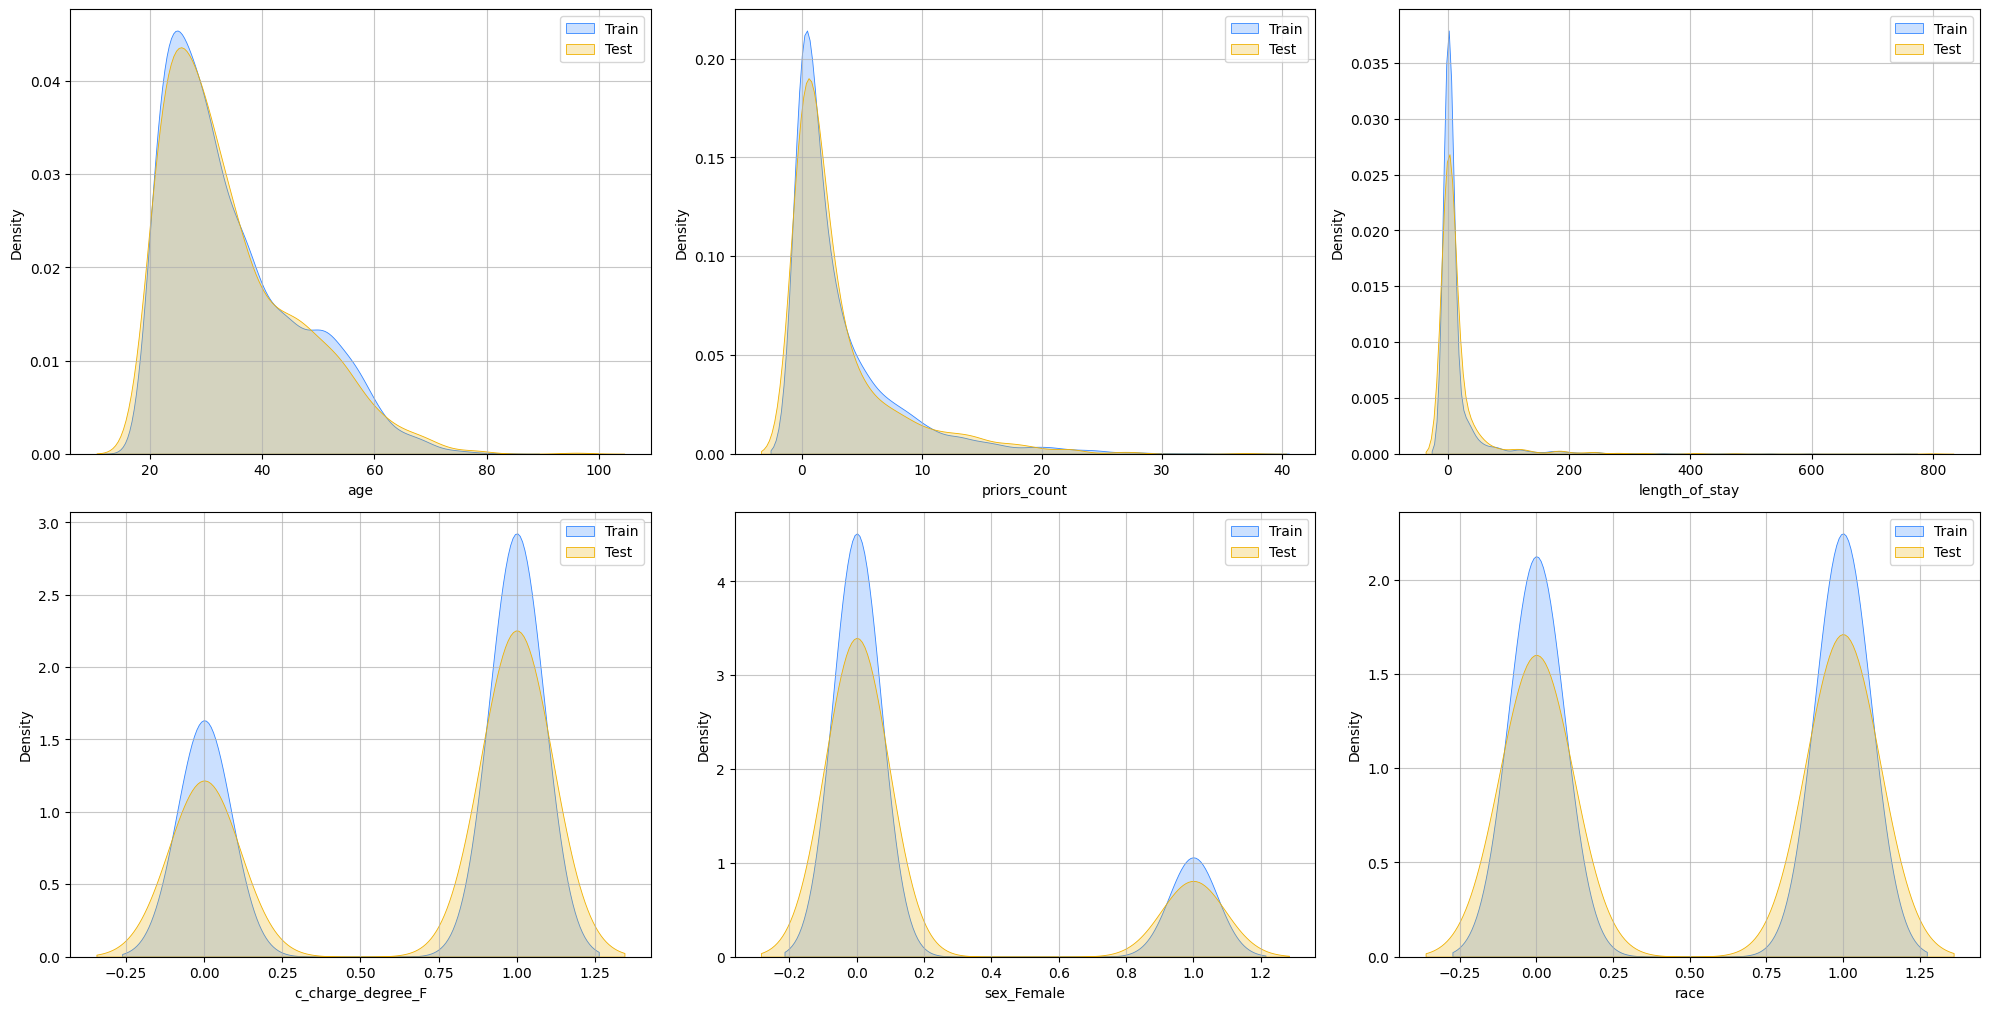 Train
Test
Density
0.04
0.03
0.02
0.01
0.00
20 40 60 80 100
age
Train
Test
Density
0.20
0.15
0.10
0.05
0.00
0 10 20 30 40
priors_count
Train
Test
Density
0.035
0.030
0.025
0.020
0.015
0.010
0.005
0.000
0 200 400 600 800
length_of_stay
Train
Test
Density
3.0
2.5
2.0
1.5
1.0
0.5
0.0
−0.25 0.00 0.25 0.50 0.75 1.00 1.25
c_charge_degree_F
Train
Test
Density
4
3
2
1
0
−0.2 0.0 0.2 0.4 0.6 0.8 1.0 1.2
sex_Female
Train
Test
Density
2.0
1.5
1.0
0.5
0.0
−0.25 0.00 0.25 0.50 0.75 1.00 1.25
race